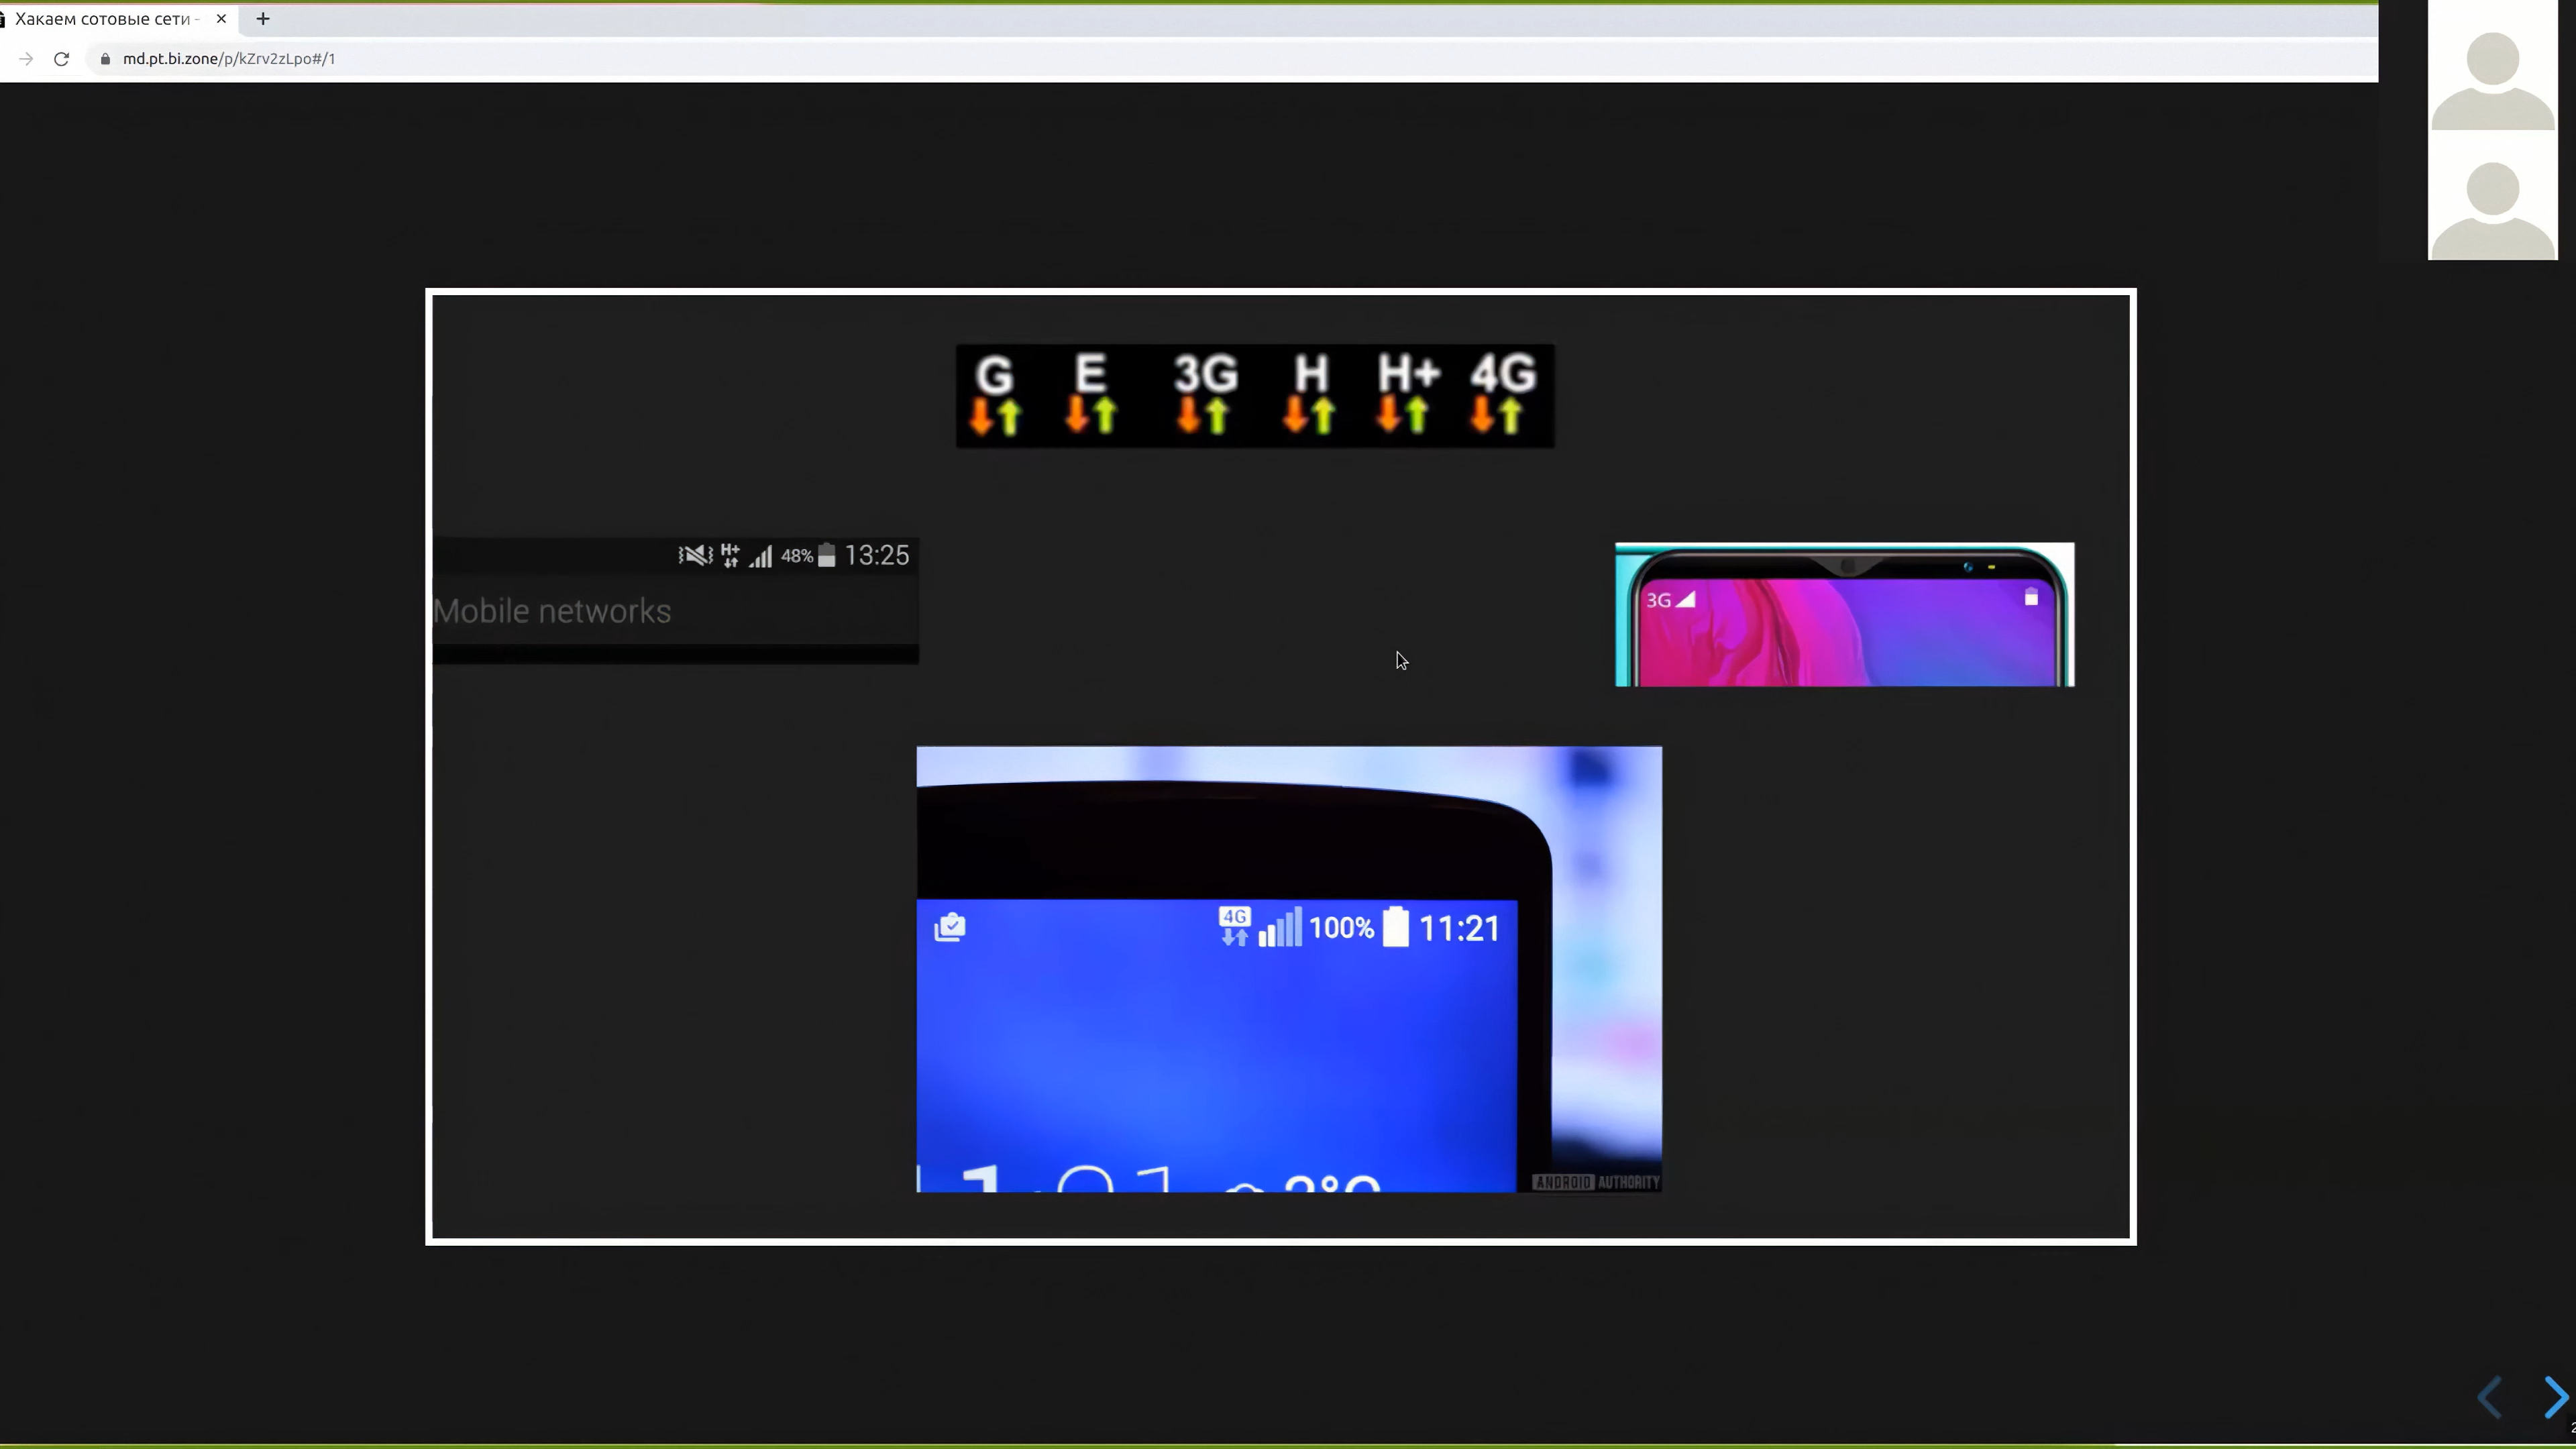 Хакаем сотовые сети -
md.pt.bi.zone/p/kZrv2zLpo#/1
G E 3G H H+ 4G
H+ 48% 13:25
Mobile networks
3G
4G 100% 11:21
ANDROID AUTHORITY